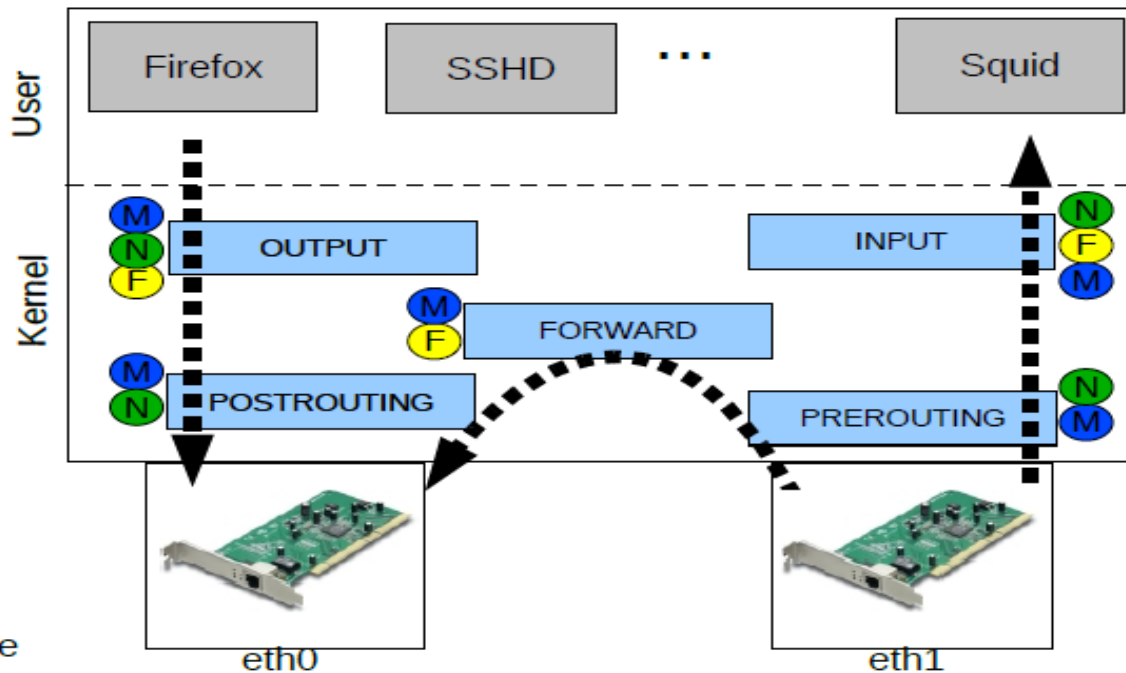 User
Firefox
SSHD
...
Squid
Kernel
M
N
F
OUTPUT
INPUT
N
F
M
M
F
FORWARD
M
N
POSTROUTING
PREROUTING
N
M
e
eth0
eth1